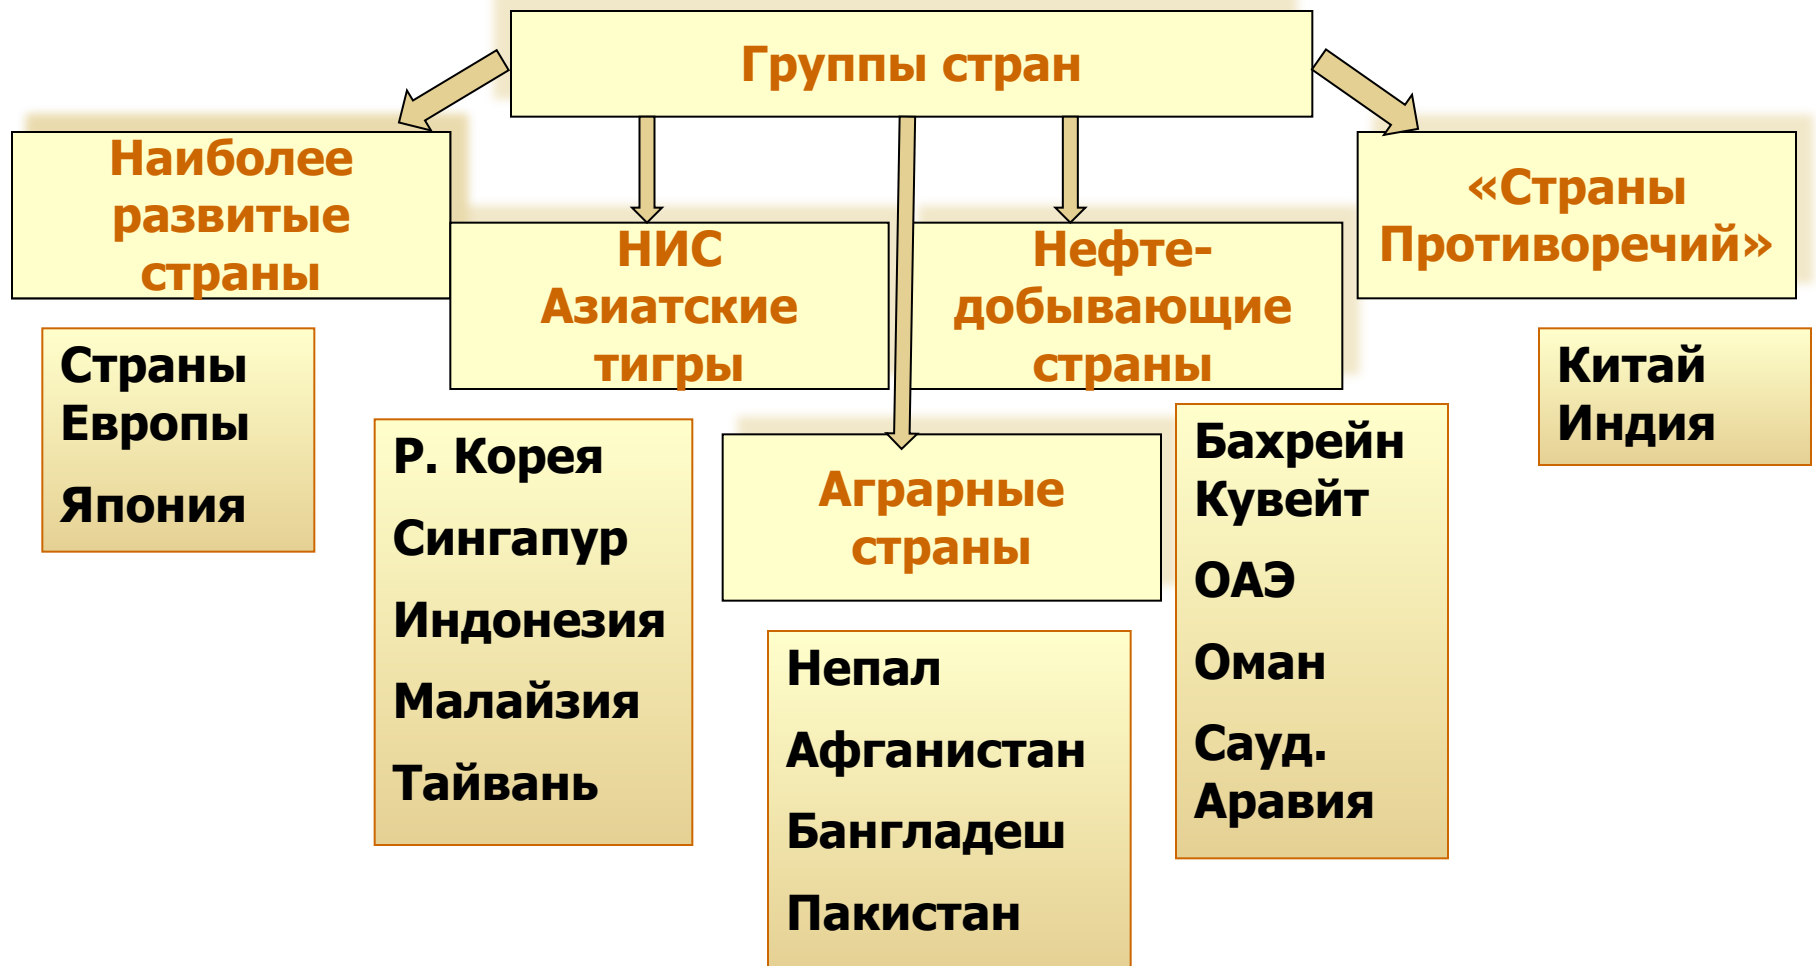 Группы стран
Наиболее
развитые
страны
Страны
Европы
Япония
НИС
Азиатские
тигры
Р. Корея
Сингапур
Индонезия
Малайзия
Тайвань
Аграрные
страны
Непал
Афганистан
Бангладеш
Пакистан
Нефте-
добывающие
страны
Бахрейн
Кувейт
ОАЭ
Оман
Сауд.
Аравия
«Страны
Противоречий»
Китай
Индия